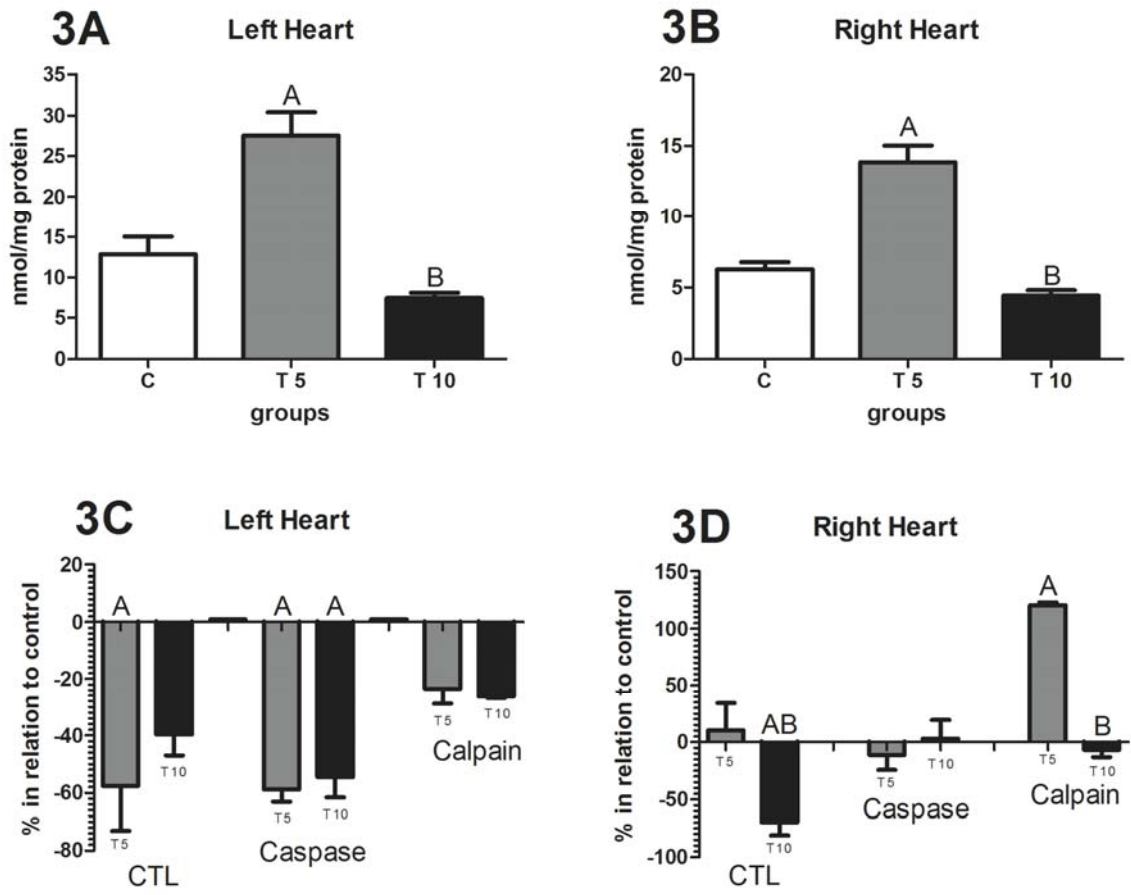 3A Left Heart
nmol/mg protein
35
30
25
20
15
10
5
0
A
B
C T 5 T 10
groups
3B Right Heart
nmol/mg protein
20
15
10
5
0
A
B
C T 5 T 10
groups
3C Left Heart
% in relation to control
20
0
-20
-40
-60
-80
A A A
T5 T10 T5 T10 T5 T10
CTL Caspase Calpain
3D Right Heart
% in relation to control
150
100
50
0
-50
-100
AB A B
T5 T10 T5 T10 T5 T10
CTL Caspase Calpain